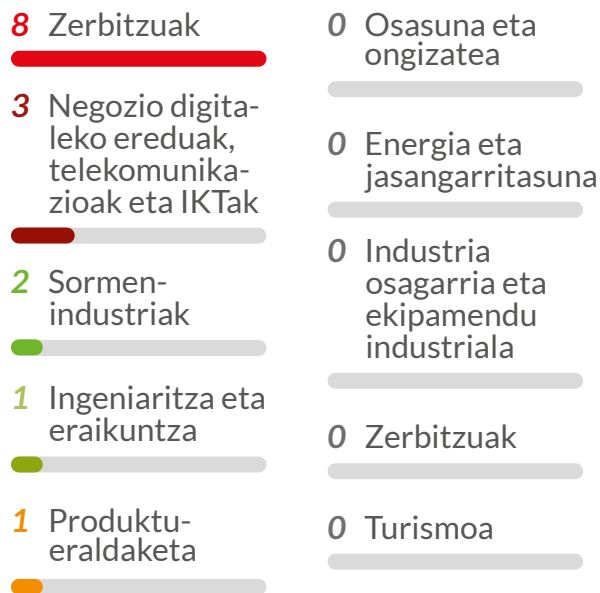 8 Zerbitzuak
3 Negozio digita-
leko ereduak,
telekomunika-
zioak eta IKTak
2 Sormen-
industriak
1 Ingeniaritza eta
eraikuntza
1 Produktu-
eraldaketa
0 Osasuna eta
ongizatea
0 Energia eta
jasangarritasuna
0 Industria
osagarria eta
ekipamendu
industriala
0 Zerbitzuak
0 Turismoa